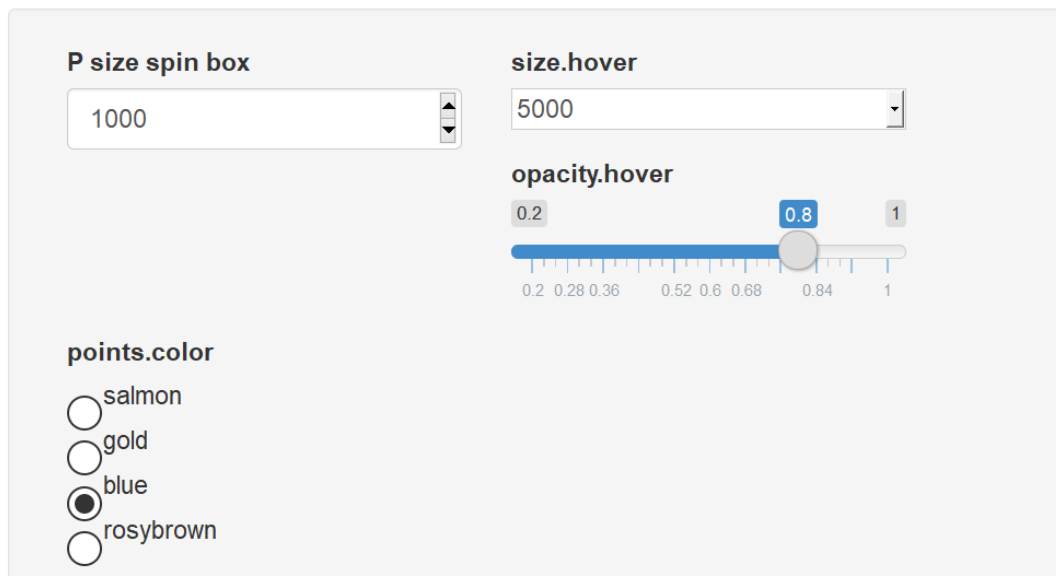 P size spin box
1000
size.hover
5000
opacity.hover
0.2 0.8 1
0.2 0.28 0.36 0.52 0.6 0.68 0.84 1
points.color
salmon
gold
blue
rosybrown